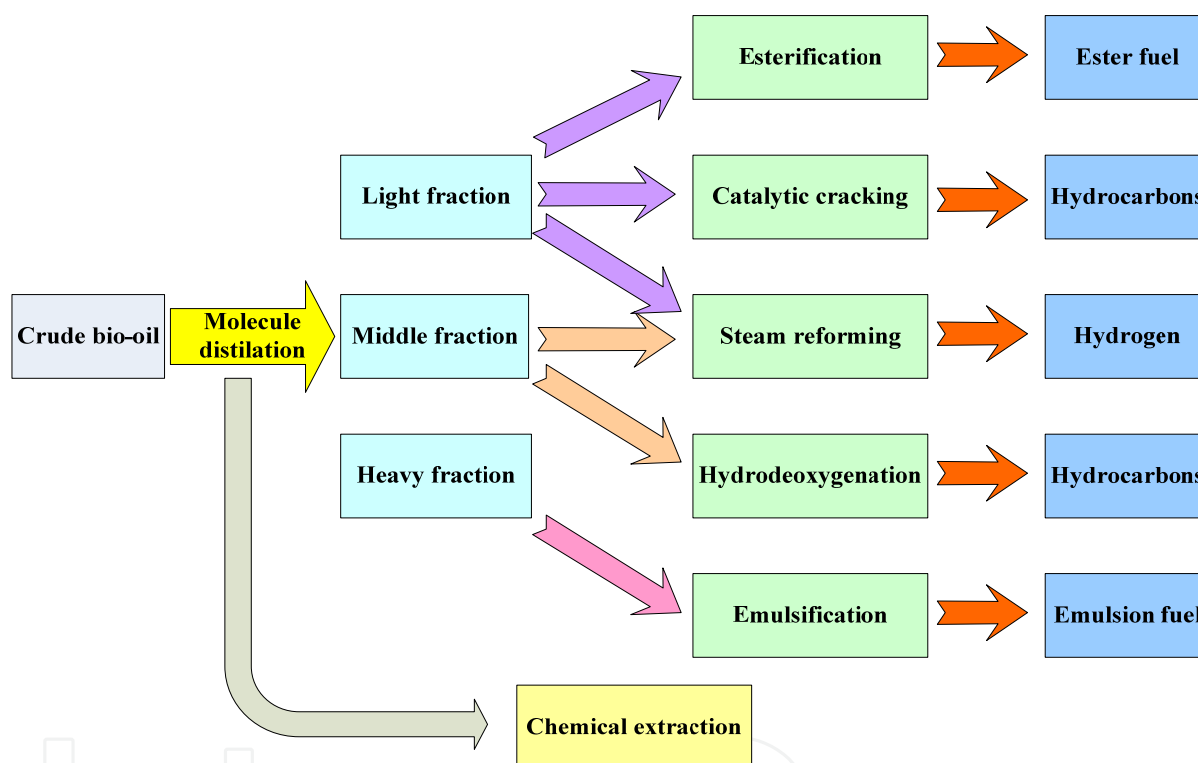 Esterification
Ester fuel
Light fraction
Catalytic cracking
Hydrocarbons
Crude bio-oil
Molecule
distilation
Middle fraction
Steam reforming
Hydrogen
Heavy fraction
Hydrodeoxygenation
Hydrocarbons
Emulsification
Emulsion fuel
Chemical extraction